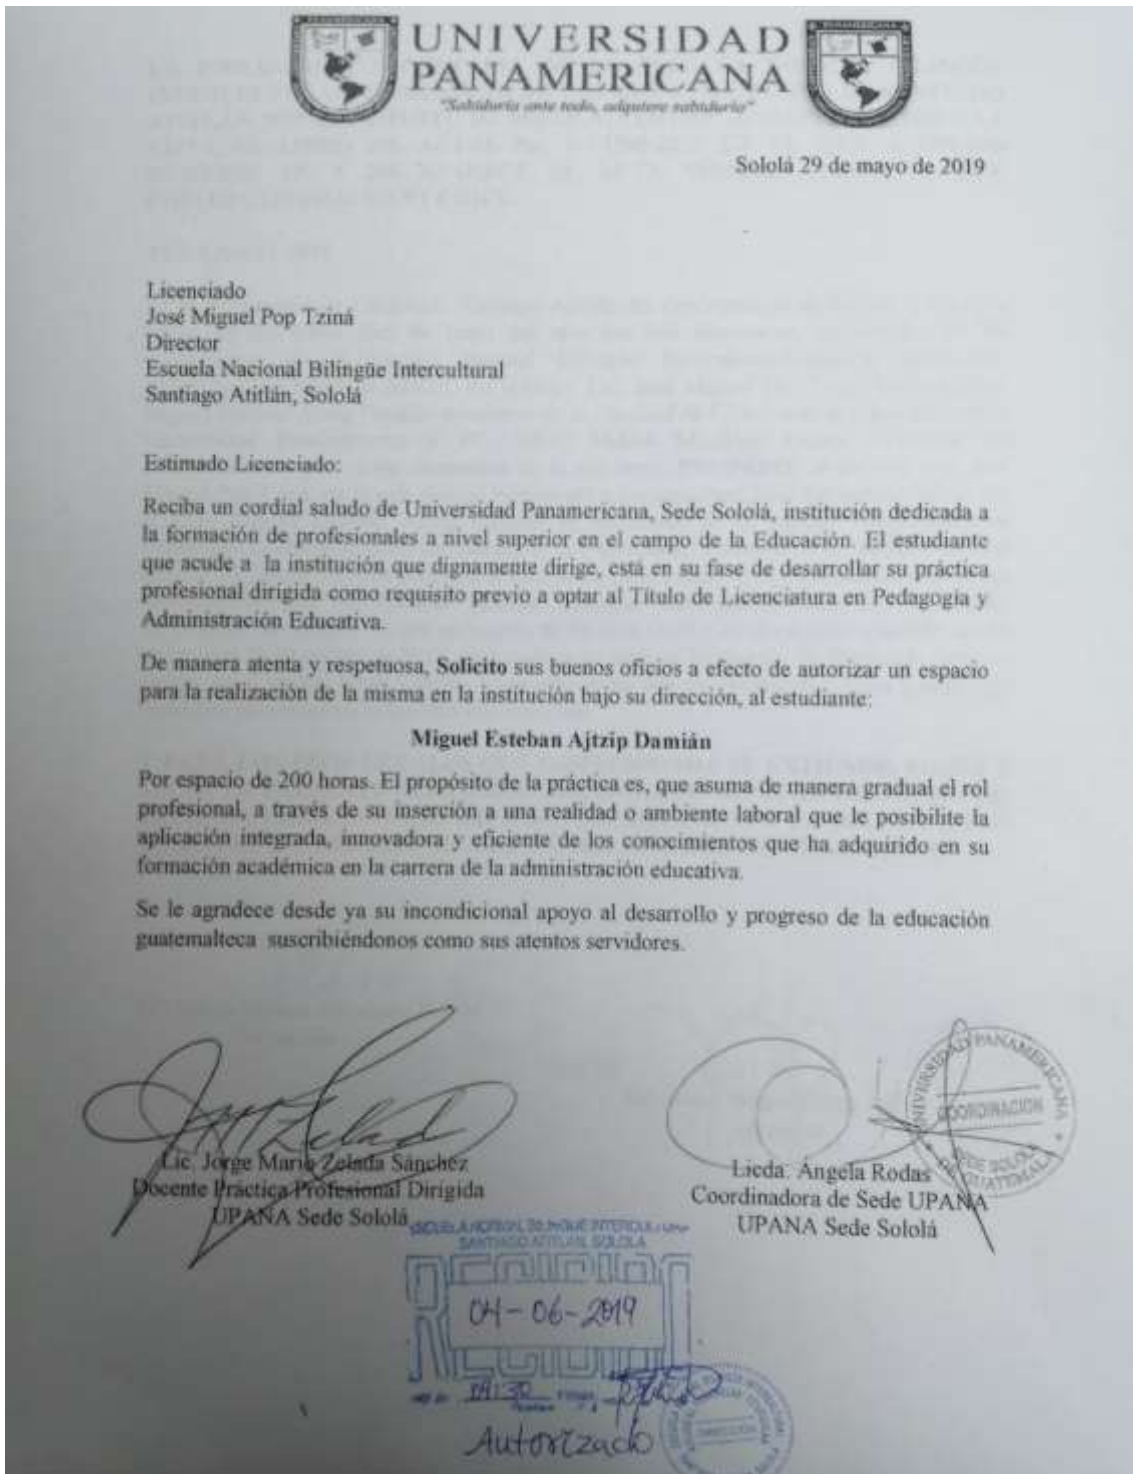 UNIVERSIDAD
PANAMERICANA
"Sabiduría ante todo, adquiere sabiduría"
Sololá 29 de mayo de 2019
Licenciado
José Miguel Pop Tziná
Director
Escuela Nacional Bilingüe Intercultural
Santiago Atitlán, Sololá
Estimado Licenciado:
Reciba un cordial saludo de Universidad Panamericana, Sede Sololá, institución dedicada a
la formación de profesionales a nivel superior en el campo de la Educación. El estudiante
que acude a la institución que dignamente dirige, está en su fase de desarrollar su práctica
profesional dirigida como requisito previo a optar al Título de Licenciatura en Pedagogía y
Administración Educativa.
De manera atenta y respetuosa, Solicito sus buenos oficios a efecto de autorizar un espacio
para la realización de la misma en la institución bajo su dirección, al estudiante:
Miguel Esteban Ajtzip Damián
Por espacio de 200 horas. El propósito de la práctica es, que asuma de manera gradual el rol
profesional, a través de su inserción a una realidad o ambiente laboral que le posibilite la
aplicación integrada, innovadora y eficiente de los conocimientos que ha adquirido en su
formación académica en la carrera de la administración educativa.
Se le agradece desde ya su incondicional apoyo al desarrollo y progreso de la educación
guatemalteca suscribiéndonos como sus atentos servidores.
UNIVERSIDAD PANAMERICANA
COORDINACION
SEDE SOLOLÁ
DE GUATEMALA
Lic. Jorge Mario Zelada Sánchez
Docente Práctica Profesional Dirigida
UPANA Sede Sololá
Licda. Ángela Rodas
Coordinadora de Sede UPANA
UPANA Sede Sololá
ESCUELA NORMAL BILINGUE INTERCULTURAL
SANTIAGO ATITLAN, SOLOLA
RECIBIDO
04-06-2019
Autorizado
DIRECCION